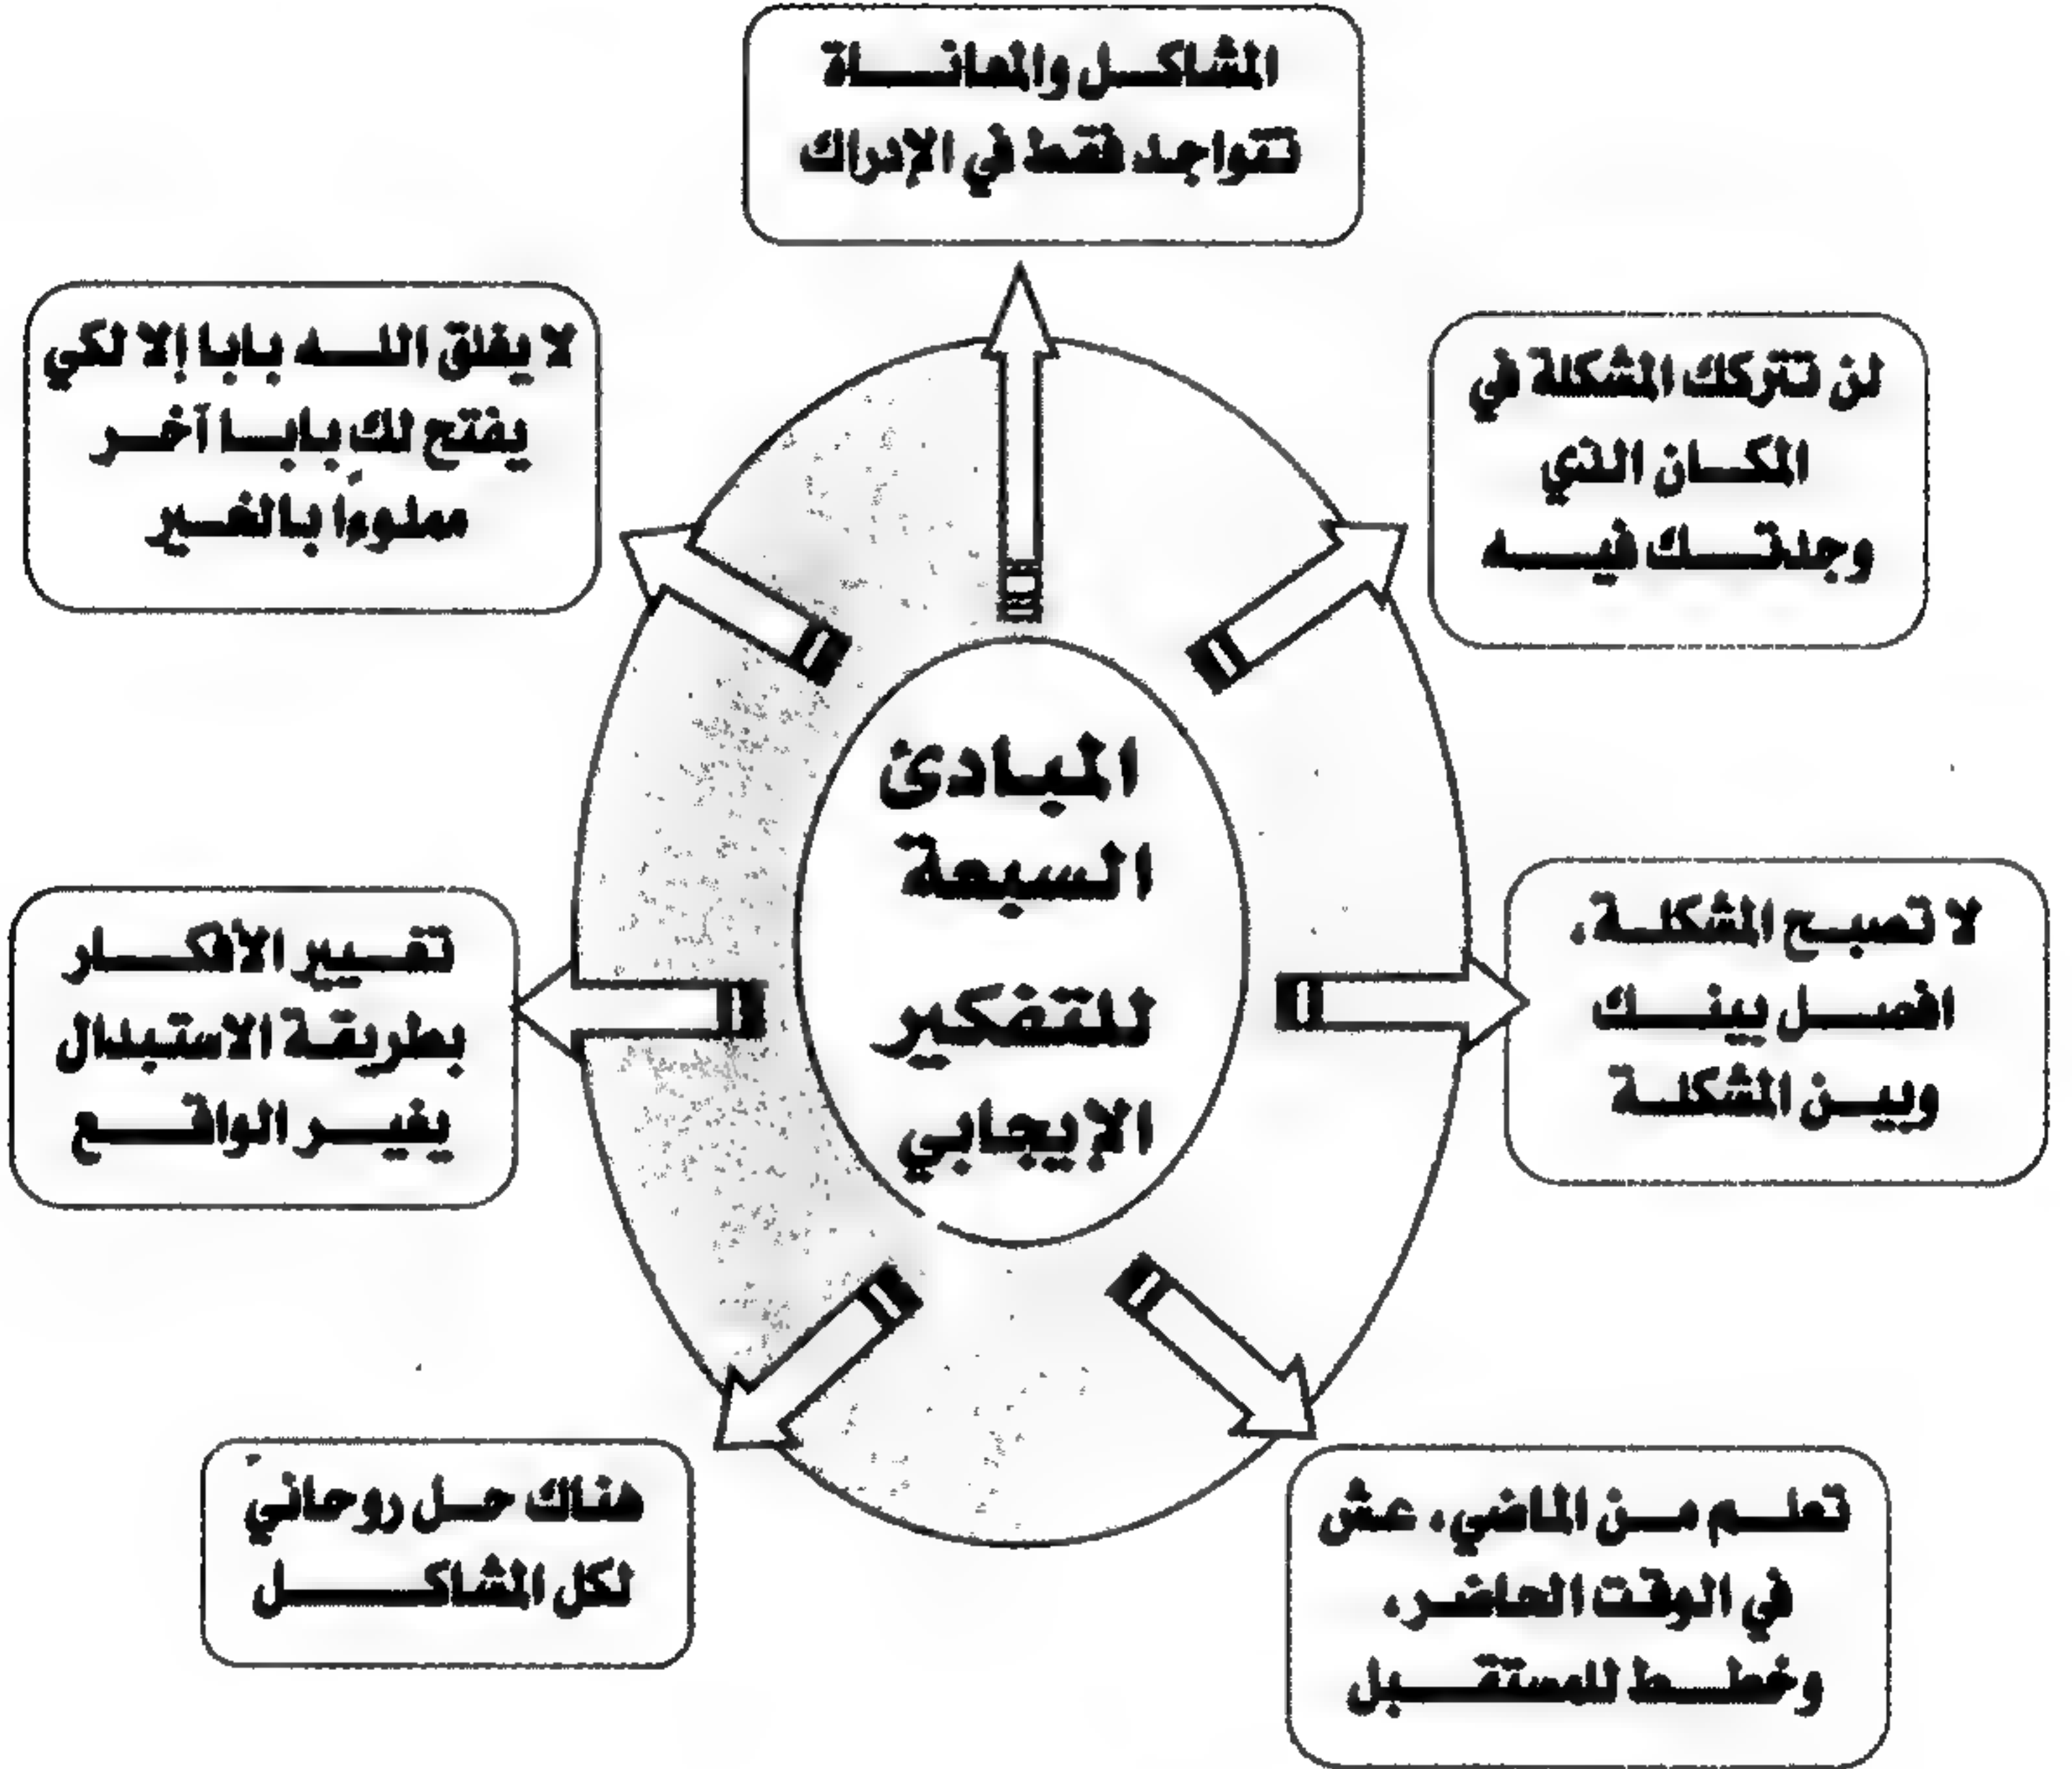 المشاكل والمعاناة
تتواجد فقط في الإدراك
لن تتركك المشكلة في
المكان الذي
وجدتك فيه
لا تصبح المشكلة،
افصل بينك
وبين المشكلة
تعلم من الماضي، عش
في الوقت الحاضر،
وخطط للمستقبل
هناك حل روحانيّ
لكل المشاكل
تغيير الأفكار
بطريقة الاستبدال
يغير الواقع
لا يغلق الله بابا إلا لكي
يفتح لك بابا آخر
مملوءاً بالخير
المبادئ
السبعة
للتفكير
الإيجابي